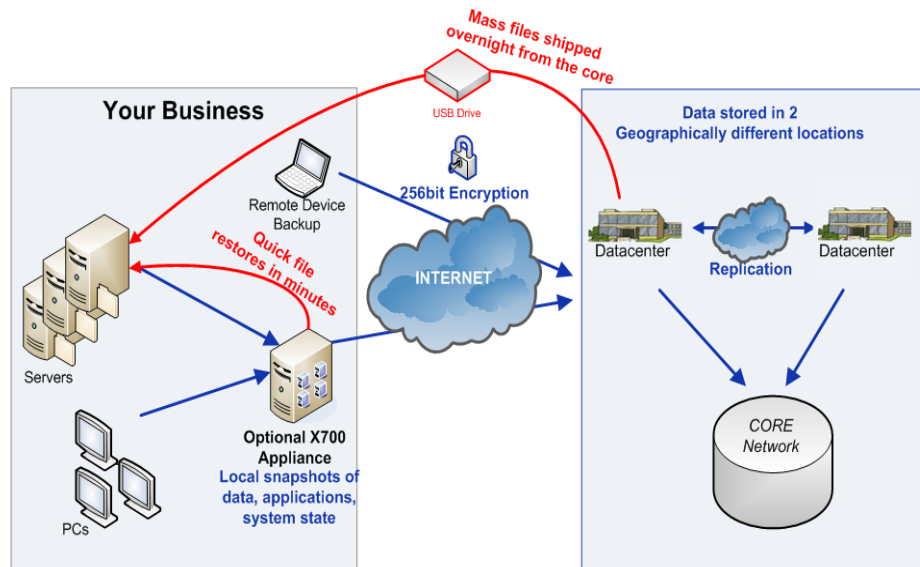 Mass files shipped
overnight from the core
USB Drive
Your Business
Remote Device
Backup
256bit Encryption
Quick file
restores in minutes
INTERNET
Servers
Optional X700
Appliance
Local snapshots of
data, applications,
system state
PCs
Data stored in 2
Geographically different locations
Datacenter
Replication
Datacenter
CORE
Network